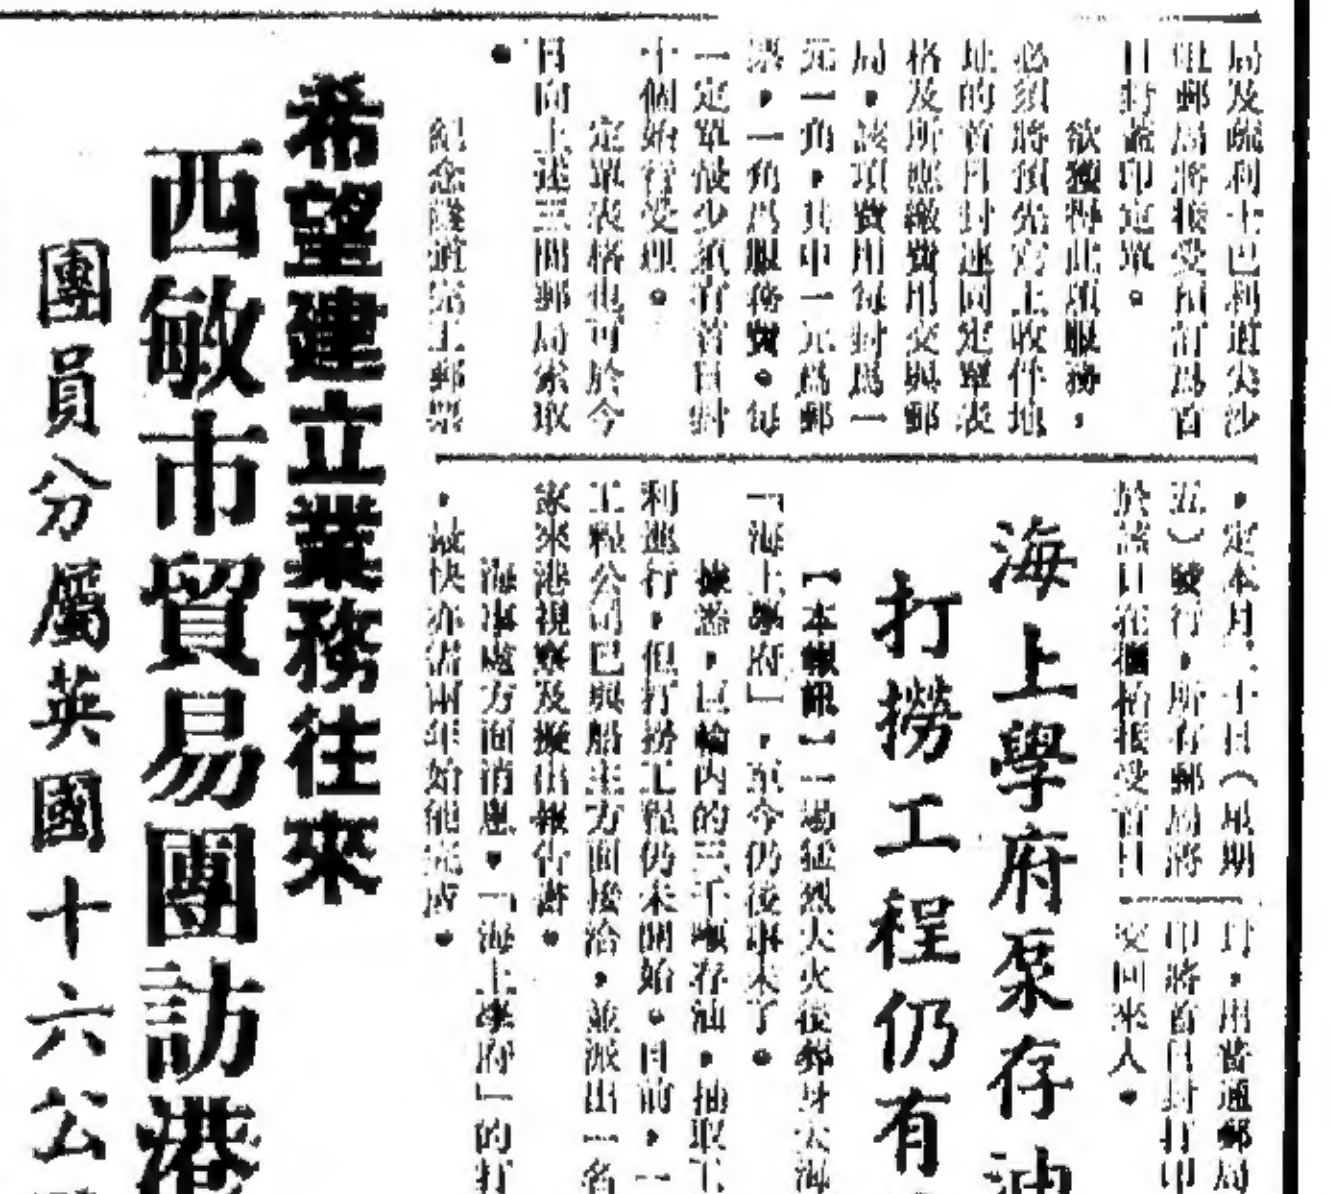 局及疏利士巴利道尖沙
咀郵局將接受預訂爲首
日封蓋印定單。
欲獲得此項服務，
必須將預先寫上收件地
址的首日封連同定單表
格及所應繳費用交與郵
局，該項費用每封爲一
元一角，其中一元爲郵
票，一角爲服務費。每
一定單最少須有首日封
十個始行受理。
定單表格也可於今
日向上述三間郵局索取
。
紀念隧道完工郵票
，定本月二十日（星期
五）發行，所有郵局將
於該日在櫃枱接受首日
封，用普通郵局
印將首日封打印
交回來人。
海上學府泵存油
打撈工程仍有
【本報訊】一場猛烈大火後葬身大海
「海上學府」，至今仍後事未了。
據悉，巨輪內的三千噸存油，抽取工
利進行，但打撈工程仍未開始。目前，一
工程公司已與船主方面接洽，並派出一名
家來港視察及擬出報告書。
海事處方面消息，「海上學府」的打
，最快亦需兩年始能完成。
希望建立業務往來
西敏市貿易團訪港
團員分屬英國十六公